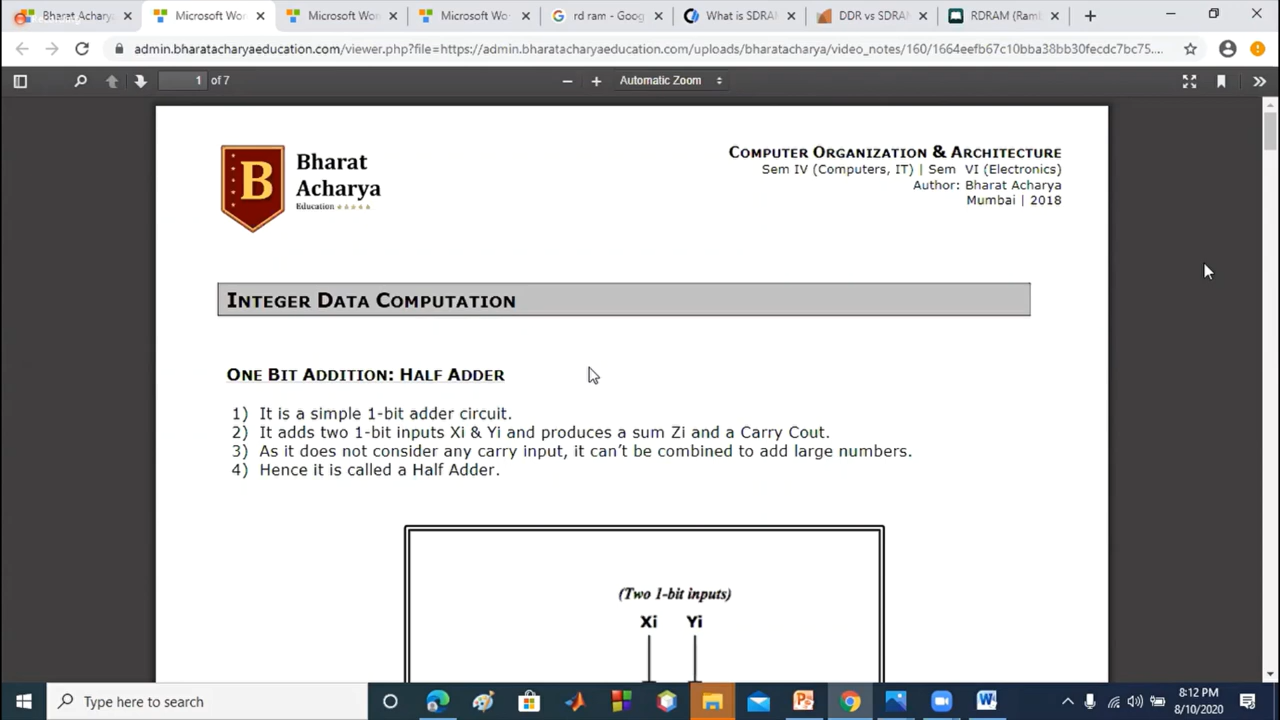 Bharat Acharya
Microsoft Wor
Microsoft Wor
Microsoft Wor
rd ram - Goog
What is SDRAM
DDR vs SDRAM
RDRAM (Ramb
admin.bharatacharyaeducation.com/viewer.php?file=https://admin.bharatacharyaeducation.com/uploads/bharatacharya/video_notes/160/1664eefb67c10bba38bb30fecdc7bc75....
1 of 7
Automatic Zoom
B
Bharat
Acharya
Education
COMPUTER ORGANIZATION & ARCHITECTURE
Sem IV (Computers, IT) | Sem VI (Electronics)
Author: Bharat Acharya
Mumbai | 2018
INTEGER DATA COMPUTATION
ONE BIT ADDITION: HALF ADDER
1) It is a simple 1-bit adder circuit.
2) It adds two 1-bit inputs Xi & Yi and produces a sum Zi and a Carry Cout.
3) As it does not consider any carry input, it can't be combined to add large numbers.
4) Hence it is called a Half Adder.
(Two 1-bit inputs)
Xi Yi
Type here to search
8:12 PM
8/10/2020